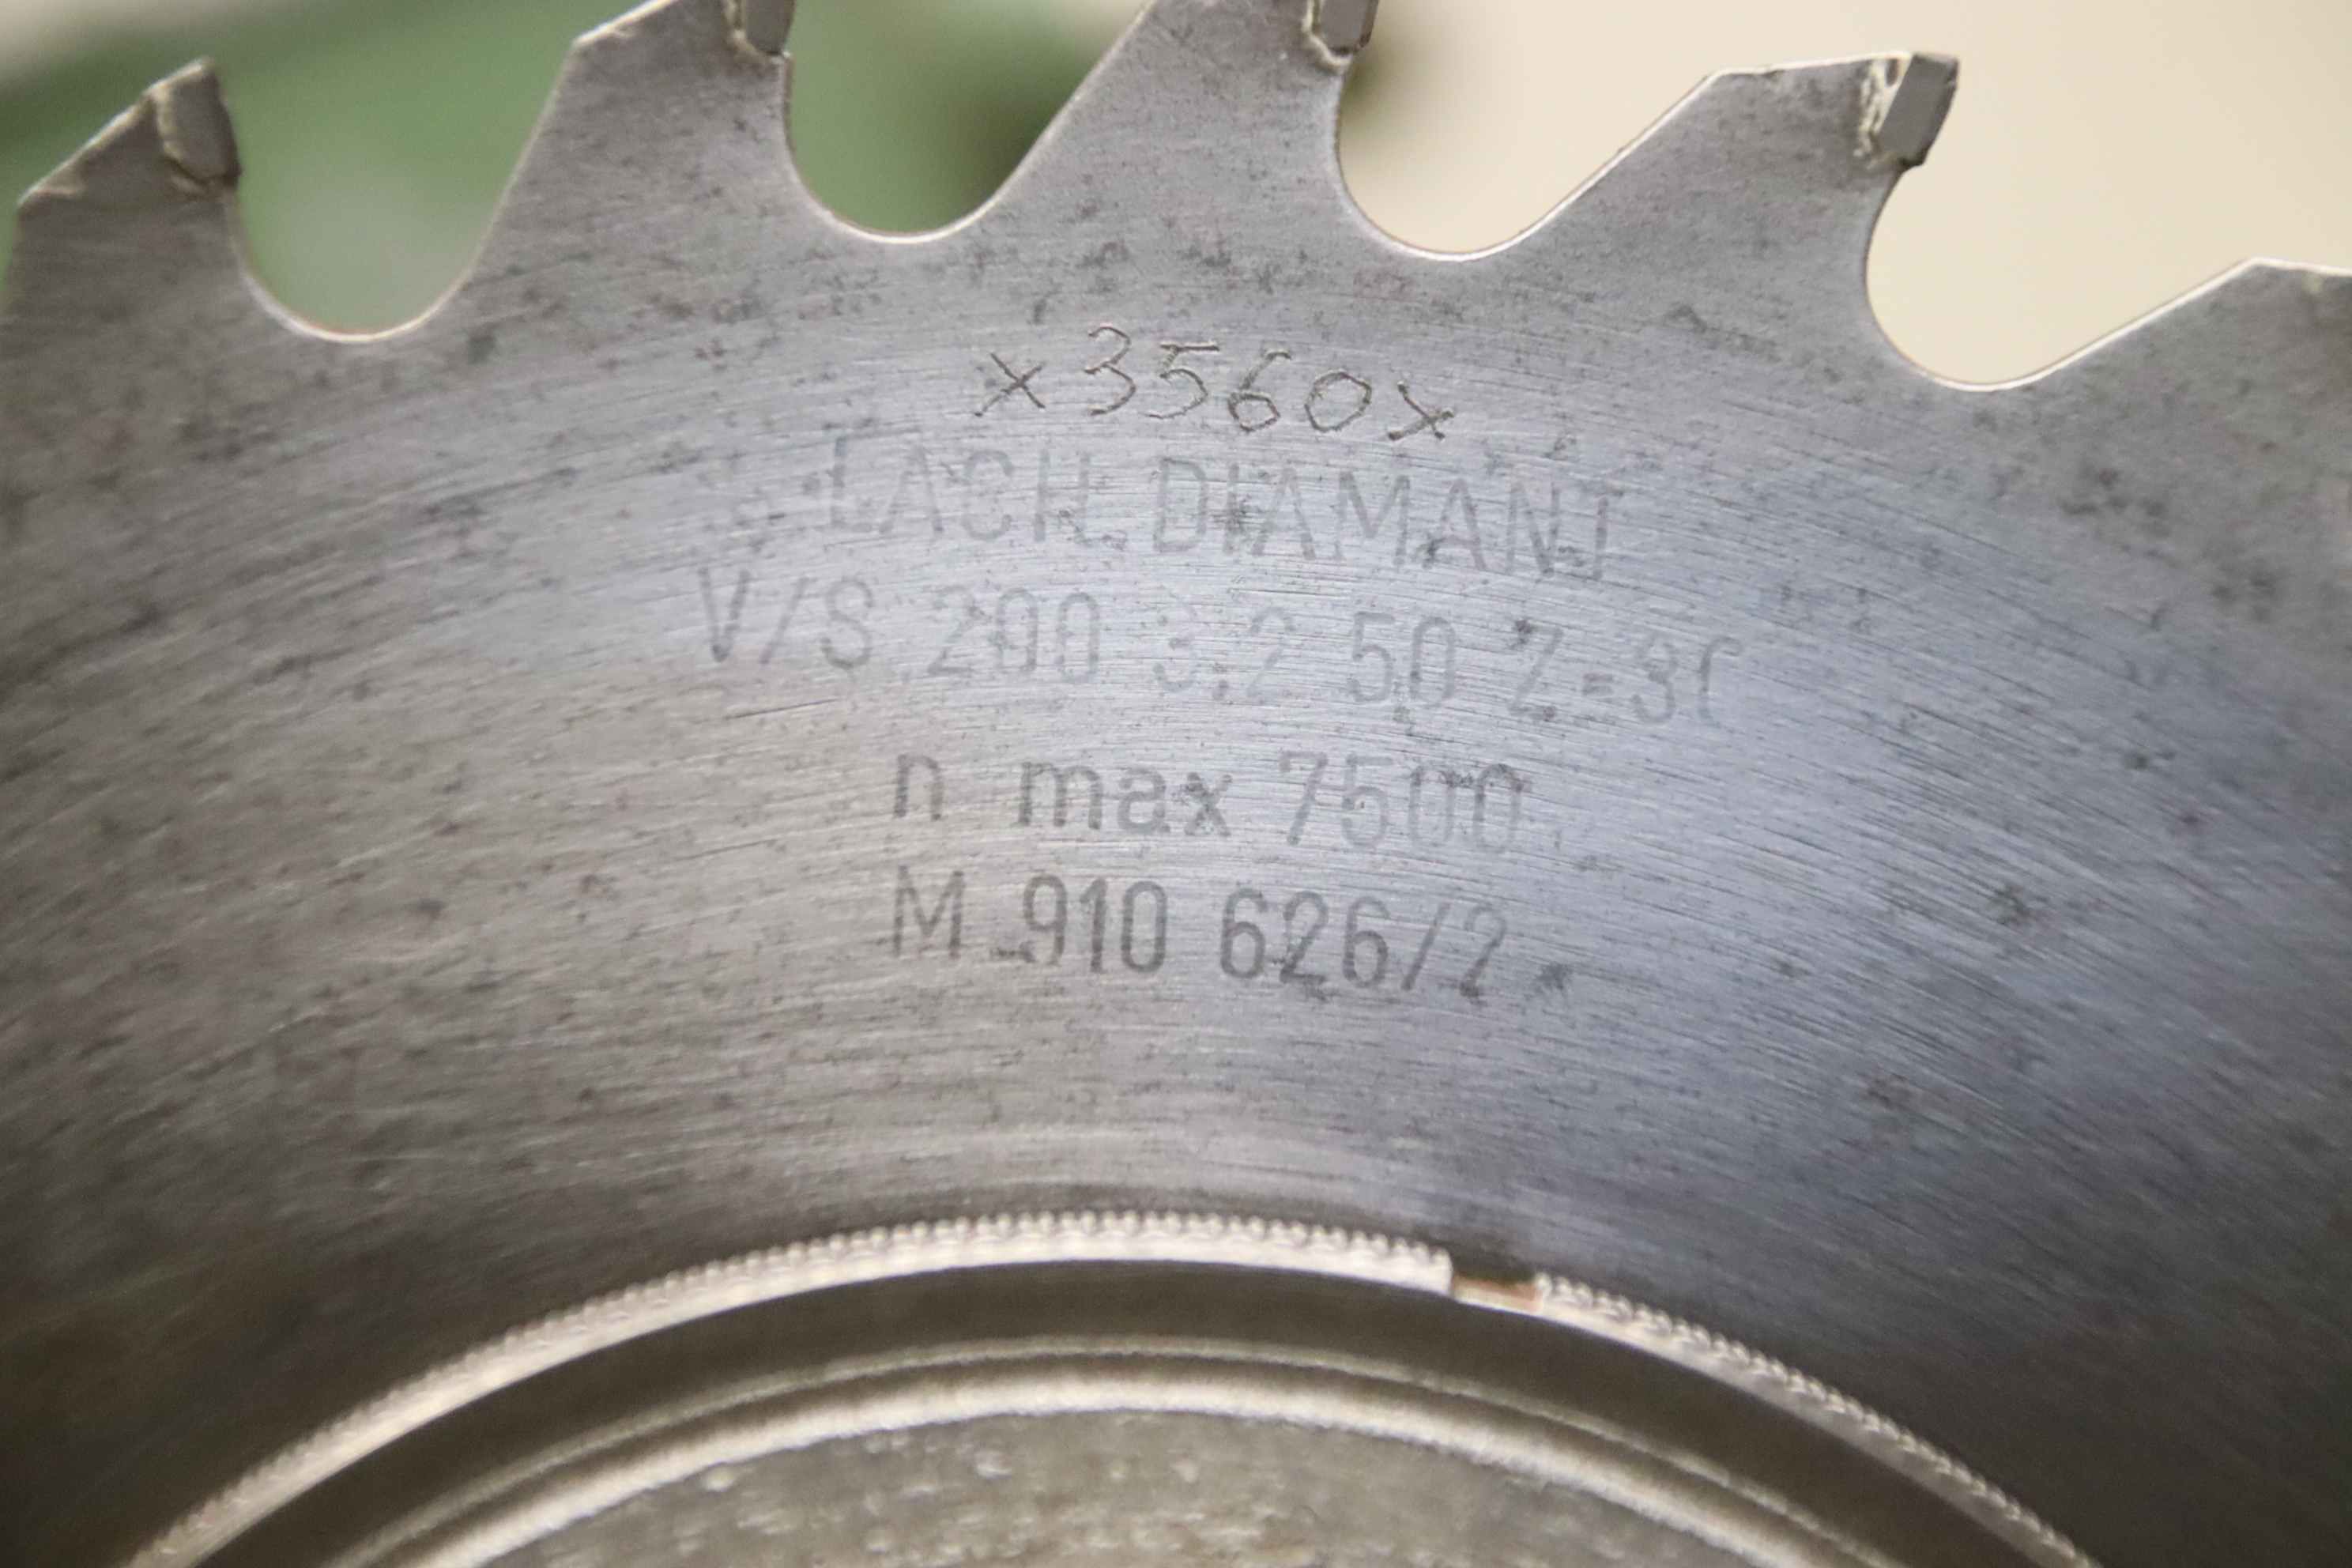 x3560x
LACH DIAMANT
V/S 200 3.2 50 Z=30
n max 7500
M 910 626/2